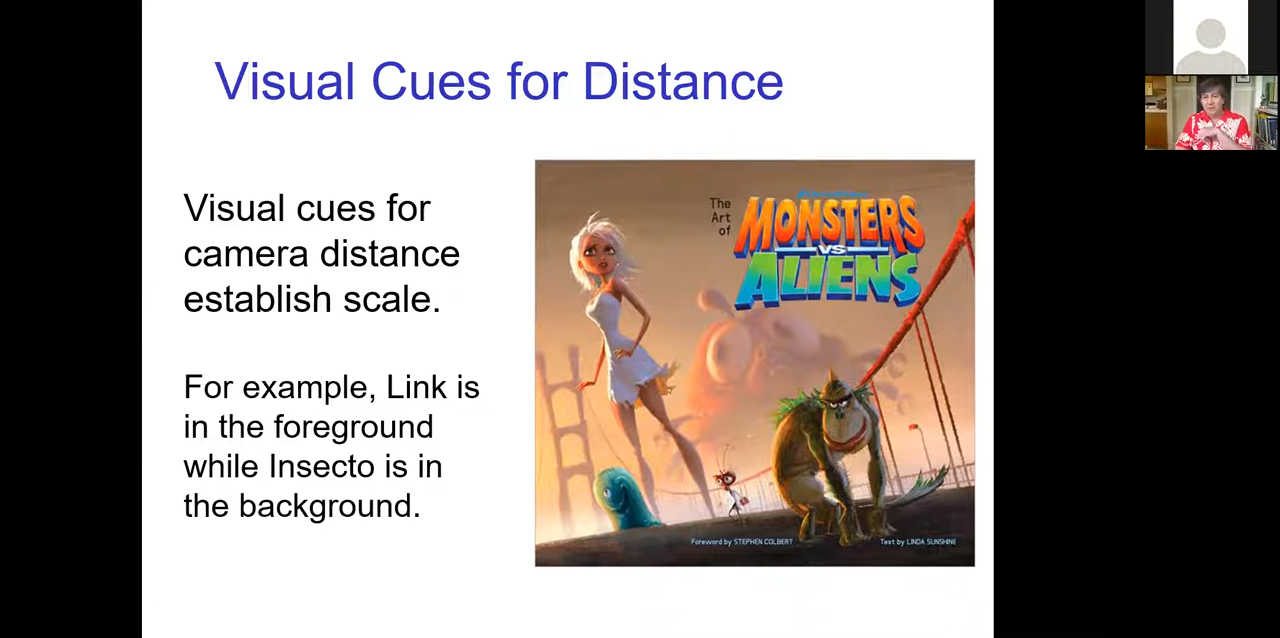 Visual Cues for Distance
Visual cues for
camera distance
establish scale.
For example, Link is
in the foreground
while Insecto is in
the background.
The
Art
of
MONSTERS
VS
ALIENS
Foreword by STEPHEN COLBERT
Text by LINDA SUNSHINE